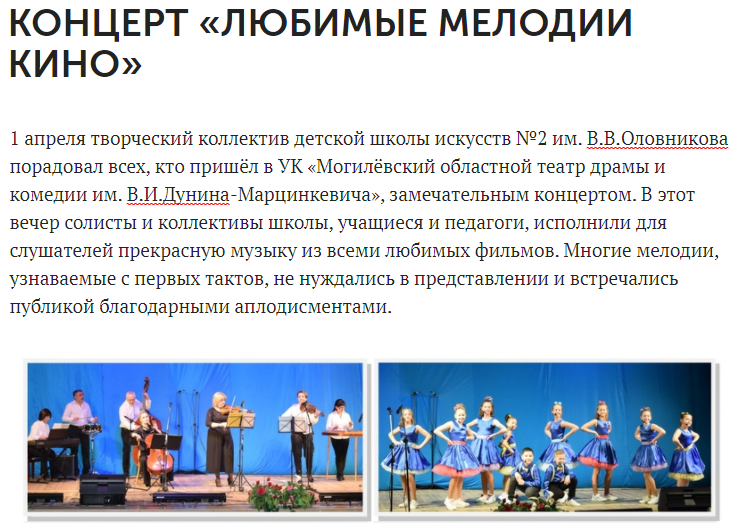 КОНЦЕРТ «ЛЮБИМЫЕ МЕЛОДИИ
КИНО»
1 апреля творческий коллектив детской школы искусств №2 им. В.В.Оловникова
порадовал всех, кто пришёл в УК «Могилёвский областной театр драмы и
комедии им. В.И.Дунина-Марцинкевича», замечательным концертом. В этот
вечер солисты и коллективы школы, учащиеся и педагоги, исполнили для
слушателей прекрасную музыку из всеми любимых фильмов. Многие мелодии,
узнаваемые с первых тактов, не нуждались в представлении и встречались
публикой благодарными аплодисментами.